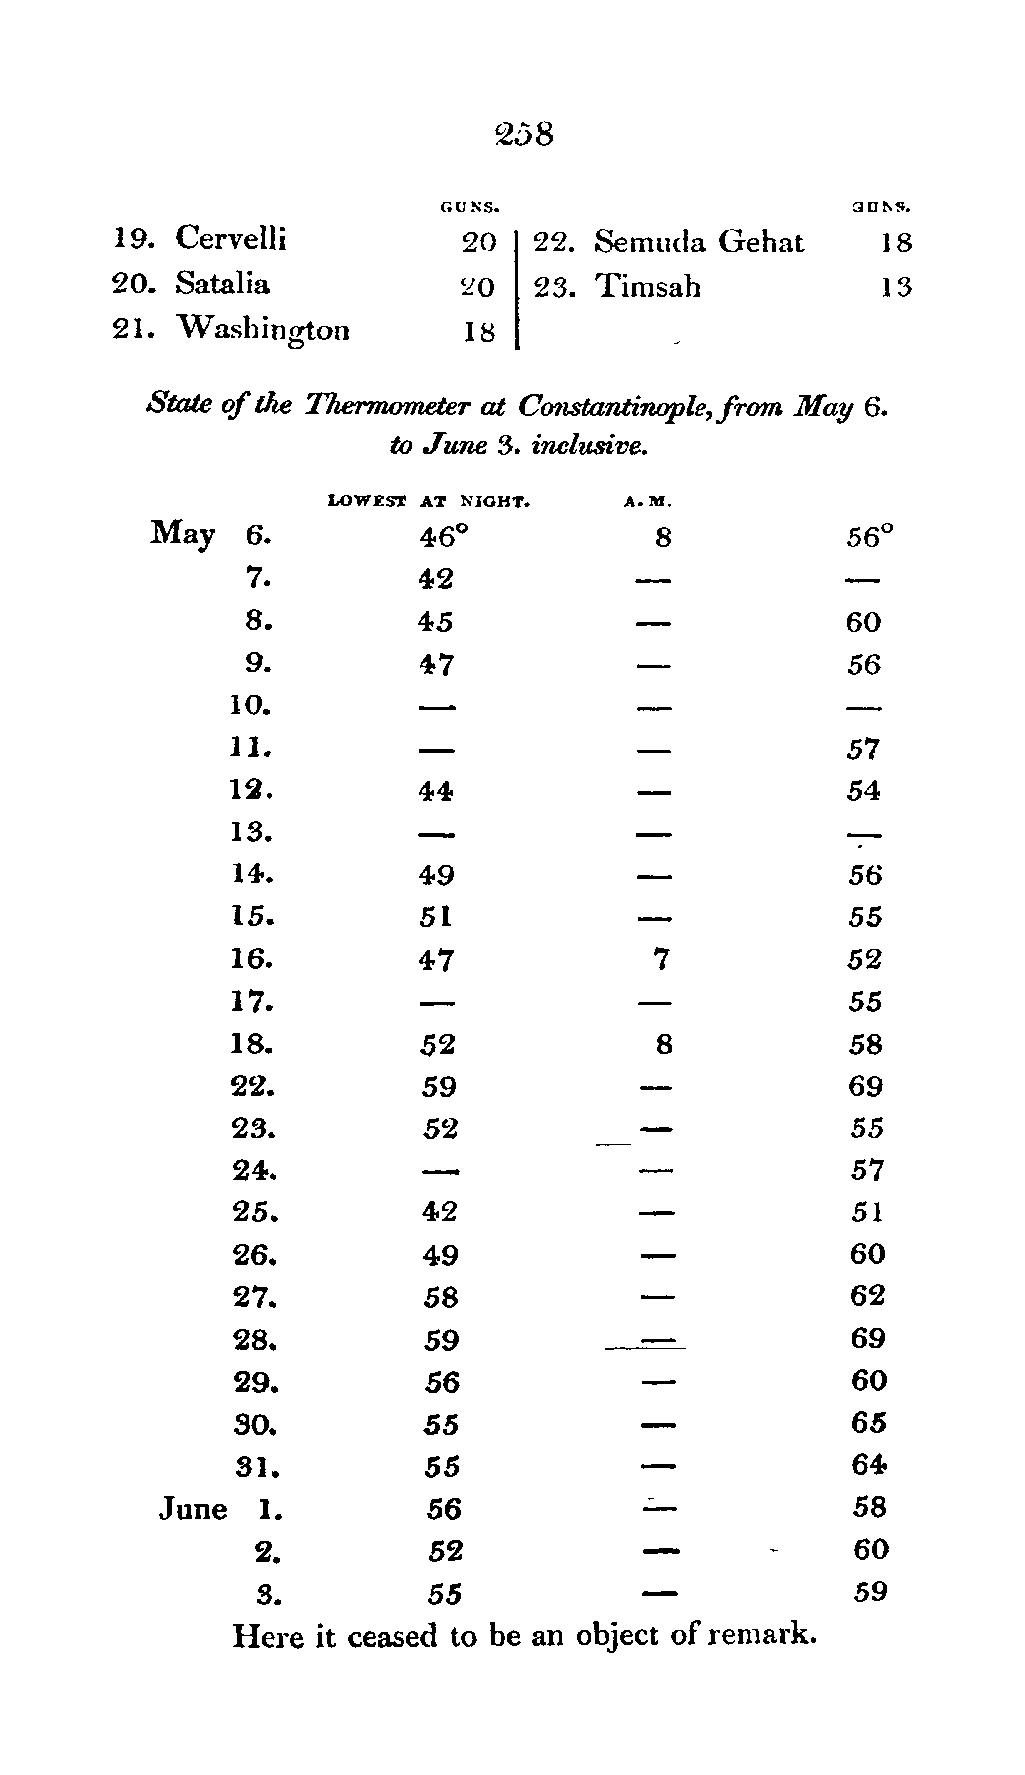 258
GUNS. GUNS.
19. Cervelli 20 22. Semuda Gehat 18
20. Satalia 20 23. Timsah 13
21. Washington 18
State of the Thermometer at Constantinople, from May 6.
to June 3. inclusive.
LOWEST AT NIGHT. A.M.
May 6. 46° 8 56°
7. 42 — —
8. 45 — 60
9. 47 — 56
10. — — —
11. — — 57
12. 44 — 54
13. — — —
14. 49 — 56
15. 51 — 55
16. 47 7 52
17. — — 55
18. 52 8 58
22. 59 — 69
23. 52 — 55
24. — — 57
25. 42 — 51
26. 49 — 60
27. 58 — 62
28. 59 — 69
29. 56 — 60
30. 55 — 65
31. 55 — 64
June 1. 56 — 58
2. 52 — 60
3. 55 — 59
Here it ceased to be an object of remark.